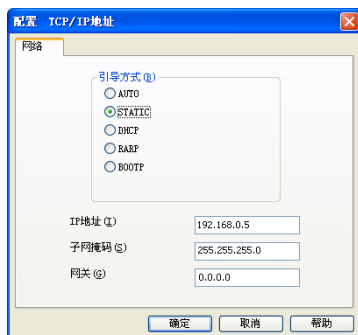 配置 TCP/IP地址
网络
引导方式(B)
AUTO
STATIC
DHCP
RARP
BOOTP
IP地址(I) 192.168.0.5
子网掩码(S) 255.255.255.0
网关(G) 0.0.0.0
确定 取消 帮助